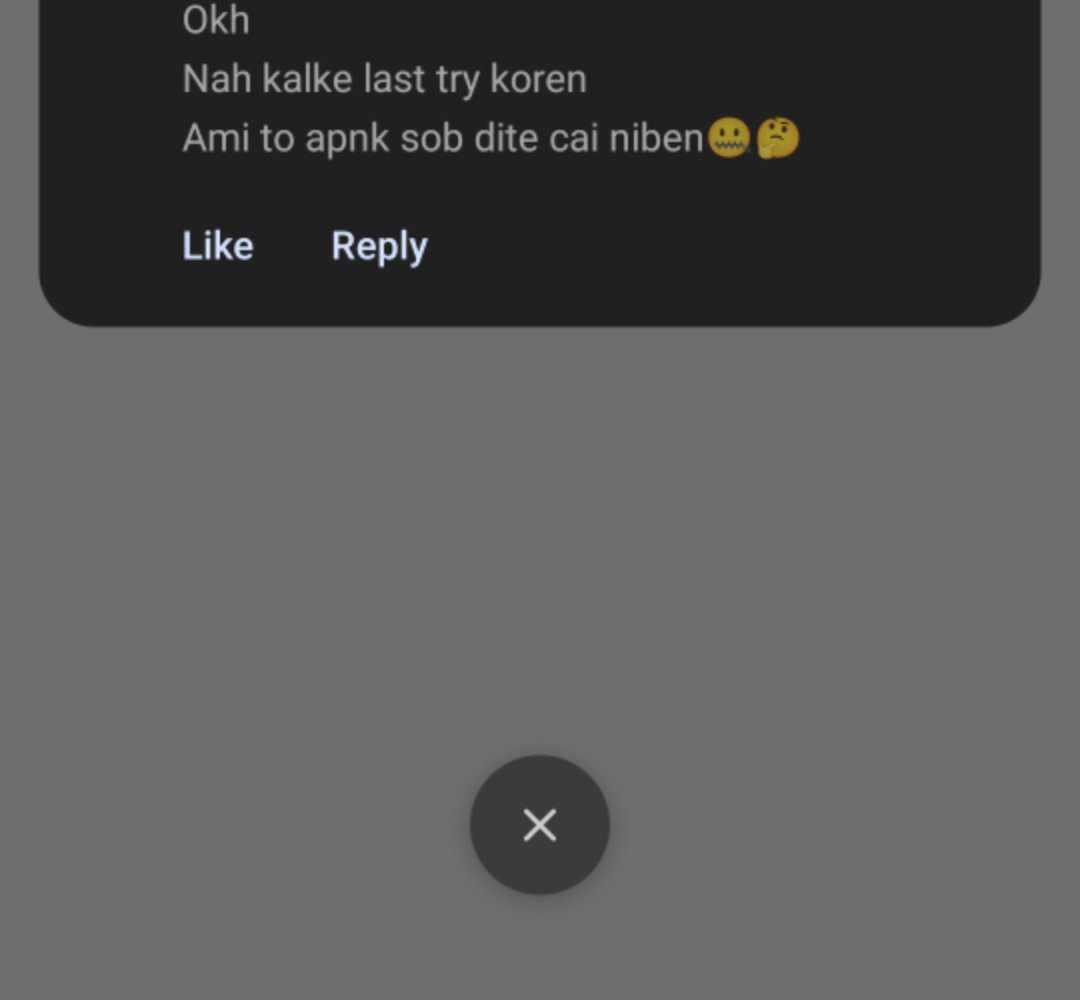 Okh
Nah kalke last try koren
Ami to apnk sob dite cai niben🤐🤔
Like Reply